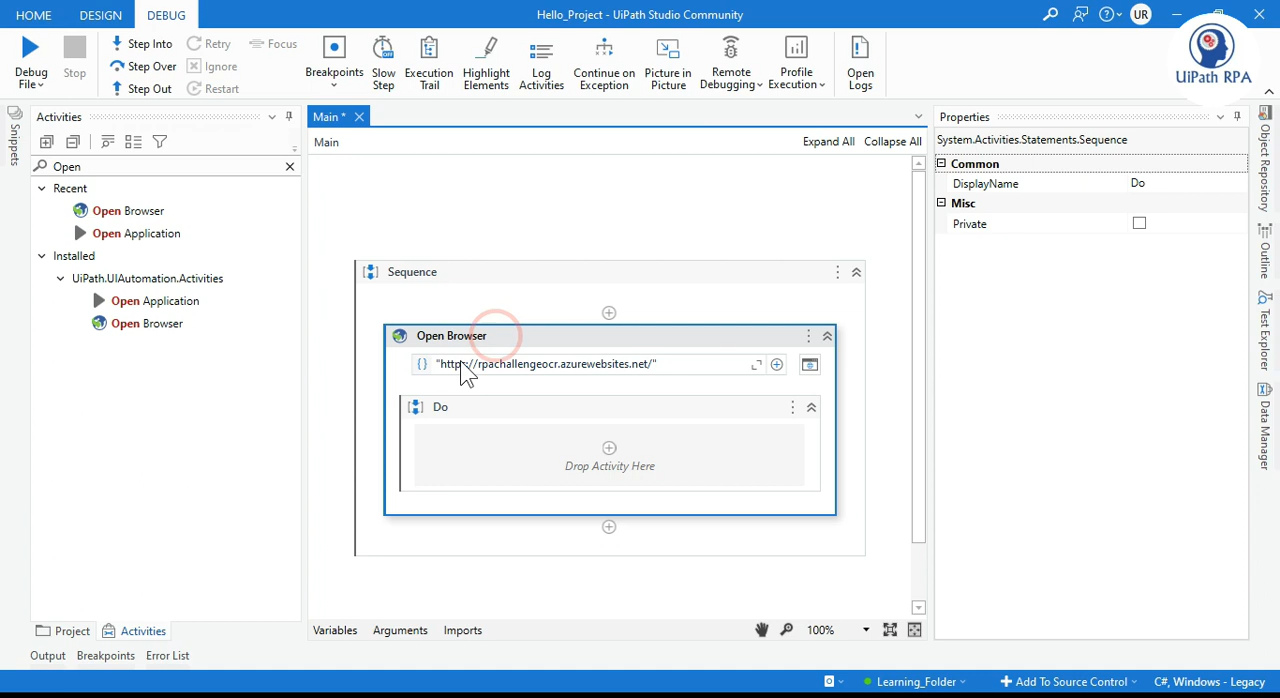 HOME DESIGN DEBUG Hello_Project - UiPath Studio Community UR
Debug File Stop Step Into Step Over Step Out Retry Ignore Restart Focus Breakpoints Slow Step Execution Trail Highlight Elements Log Activities Continue on Exception Picture in Picture Remote Debugging Profile Execution Open Logs
UiPath RPA
Snippets
Activities
Open
Recent
Open Browser
Open Application
Installed
UiPath.UIAutomation.Activities
Open Application
Open Browser
Project Activities
Main *
Main Expand All Collapse All
Sequence
Open Browser
"https://rpachallengeocr.azurewebsites.net/"
Do
Drop Activity Here
Variables Arguments Imports 100%
Properties
System.Activities.Statements.Sequence
Common
DisplayName Do
Misc
Private
Object Repository
Outline
Test Explorer
Data Manager
Output Breakpoints Error List
Learning_Folder Add To Source Control C#, Windows - Legacy